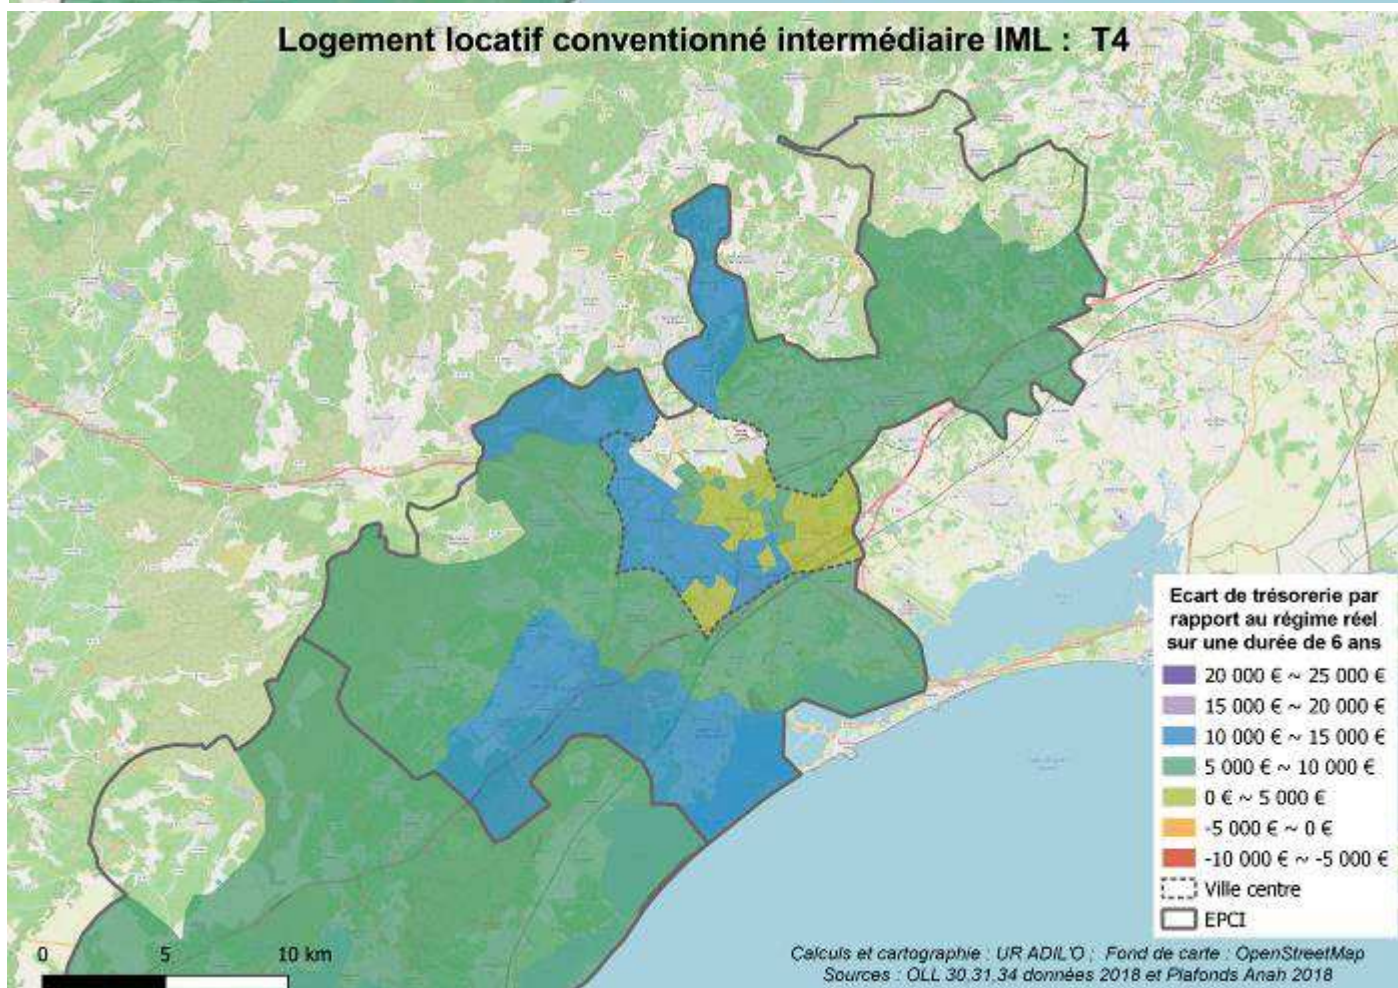 Logement locatif conventionné intermédiaire IML : T4
Ecart de trésorerie par
rapport au régime réel
sur une durée de 6 ans
20 000 € ~ 25 000 €
15 000 € ~ 20 000 €
10 000 € ~ 15 000 €
5 000 € ~ 10 000 €
0 € ~ 5 000 €
-5 000 € ~ 0 €
-10 000 € ~ -5 000 €
Ville centre
EPCI
0 5 10 km
Calculs et cartographie : UR ADIL'O ; Fond de carte : OpenStreetMap
Sources : OLL 30,31,34 données 2018 et Plafonds Anah 2018